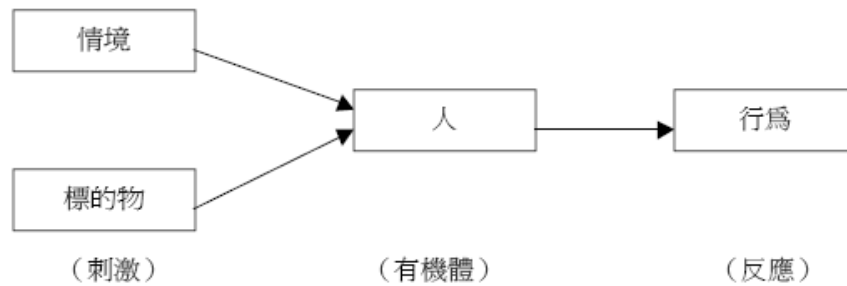 情境
人
行爲
標的物
（刺激）
（有機體）
（反應）